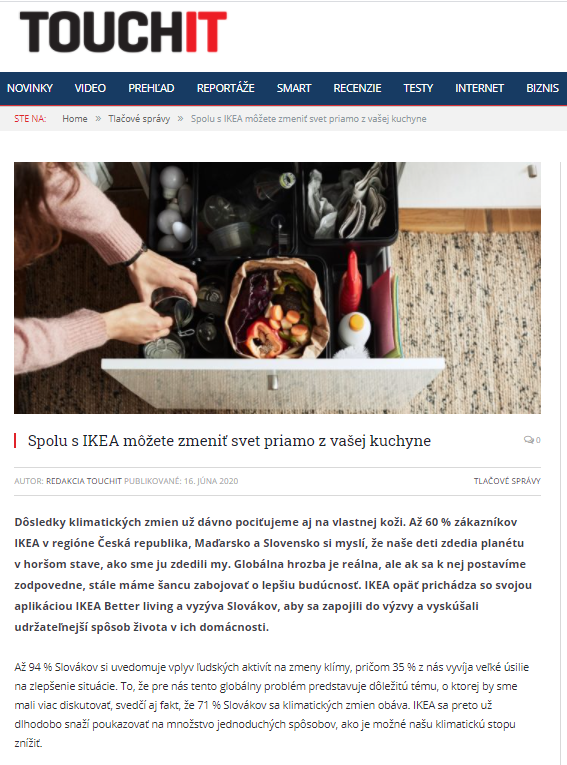 TOUCHIT
NOVINKY VIDEO PREHĽAD REPORTÁŽE SMART RECENZIE TESTY INTERNET BIZNIS
STE NA: Home » Tlačové správy » Spolu s IKEA môžete zmeniť svet priamo z vašej kuchyne
Spolu s IKEA môžete zmeniť svet priamo z vašej kuchyne 0
AUTOR: REDAKCIA TOUCHIT PUBLIKOVANÉ: 16. JÚNA 2020 TLAČOVÉ SPRÁVY
Dôsledky klimatických zmien už dávno pociťujeme aj na vlastnej koži. Až 60 % zákazníkov
IKEA v regióne Česká republika, Maďarsko a Slovensko si myslí, že naše deti zdedia planétu
v horšom stave, ako sme ju zdedili my. Globálna hrozba je reálna, ale ak sa k nej postavíme
zodpovedne, stále máme šancu zabojovať o lepšiu budúcnosť. IKEA opäť prichádza so svojou
aplikáciou IKEA Better living a vyzýva Slovákov, aby sa zapojili do výzvy a vyskúšali
udržateľnejší spôsob života v ich domácnosti.
Až 94 % Slovákov si uvedomuje vplyv ľudských aktivít na zmeny klímy, pričom 35 % z nás vyvíja veľké úsilie
na zlepšenie situácie. To, že pre nás tento globálny problém predstavuje dôležitú tému, o ktorej by sme
mali viac diskutovať, svedčí aj fakt, že 71 % Slovákov sa klimatických zmien obáva. IKEA sa preto už
dlhodobo snaží poukazovať na množstvo jednoduchých spôsobov, ako je možné našu klimatickú stopu
znížiť.